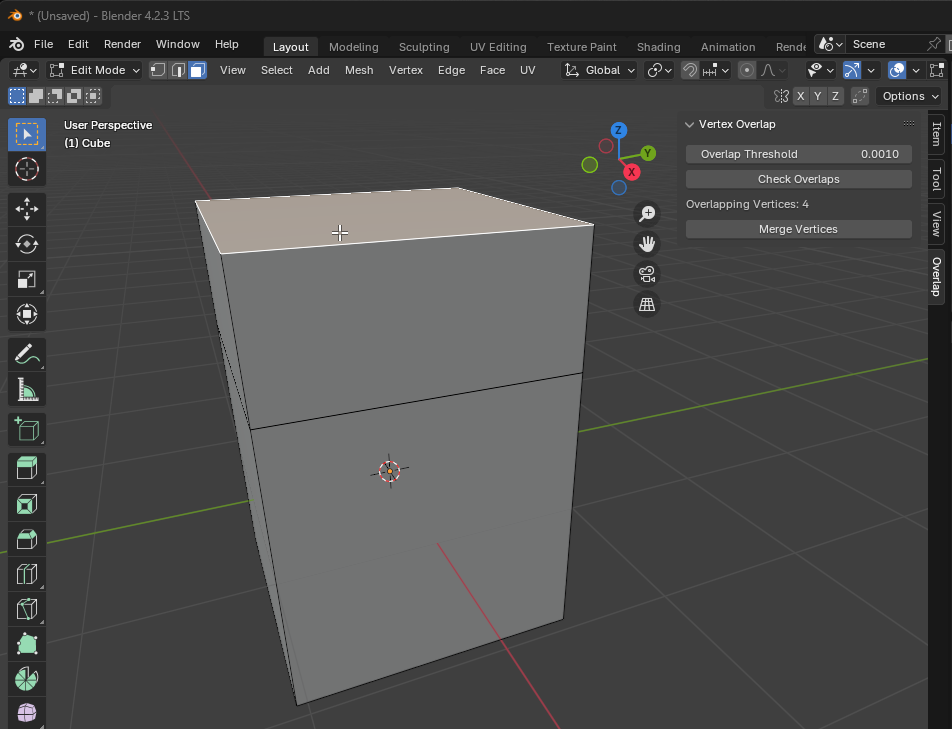 * (Unsaved) - Blender 4.2.3 LTS
File Edit Render Window Help Layout Modeling Sculpting UV Editing Texture Paint Shading Animation Rende Scene
Edit Mode View Select Add Mesh Vertex Edge Face UV Global
X Y Z Options
User Perspective
(1) Cube
Z
Y
X
Vertex Overlap
Overlap Threshold 0.0010
Check Overlaps
Overlapping Vertices: 4
Merge Vertices
Item
Tool
View
Overlap